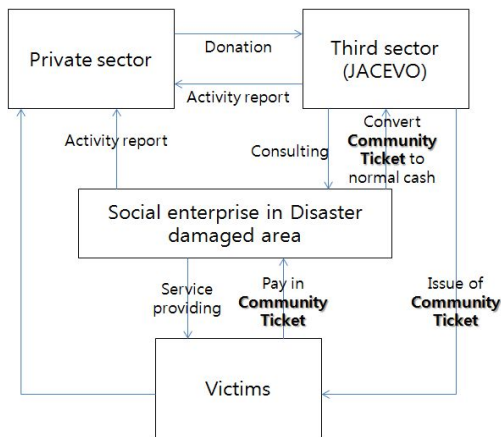 Private sector
Donation
Third sector
(JACEVO)
Activity report
Activity report
Consulting
Convert
Community
Ticket to
normal cash
Social enterprise in Disaster
damaged area
Service
providing
Pay in
Community
Ticket
Issue of
Community
Ticket
Victims